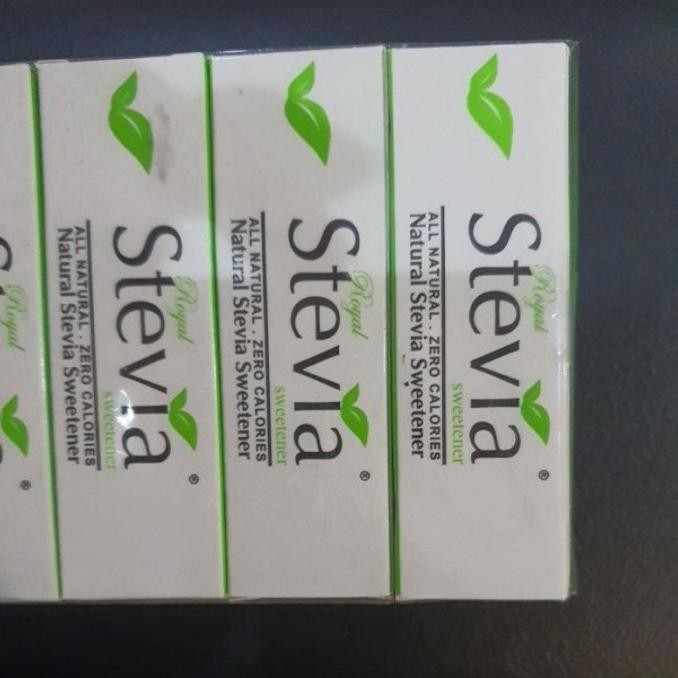 Royal
Stevia®
sweetener
ALL NATURAL . ZERO CALORIES
Natural Stevia Sweetener
Royal
Stevia®
sweetener
ALL NATURAL . ZERO CALORIES
Natural Stevia Sweetener
Royal
Stevia®
sweetener
ALL NATURAL . ZERO CALORIES
Natural Stevia Sweetener
Royal
®